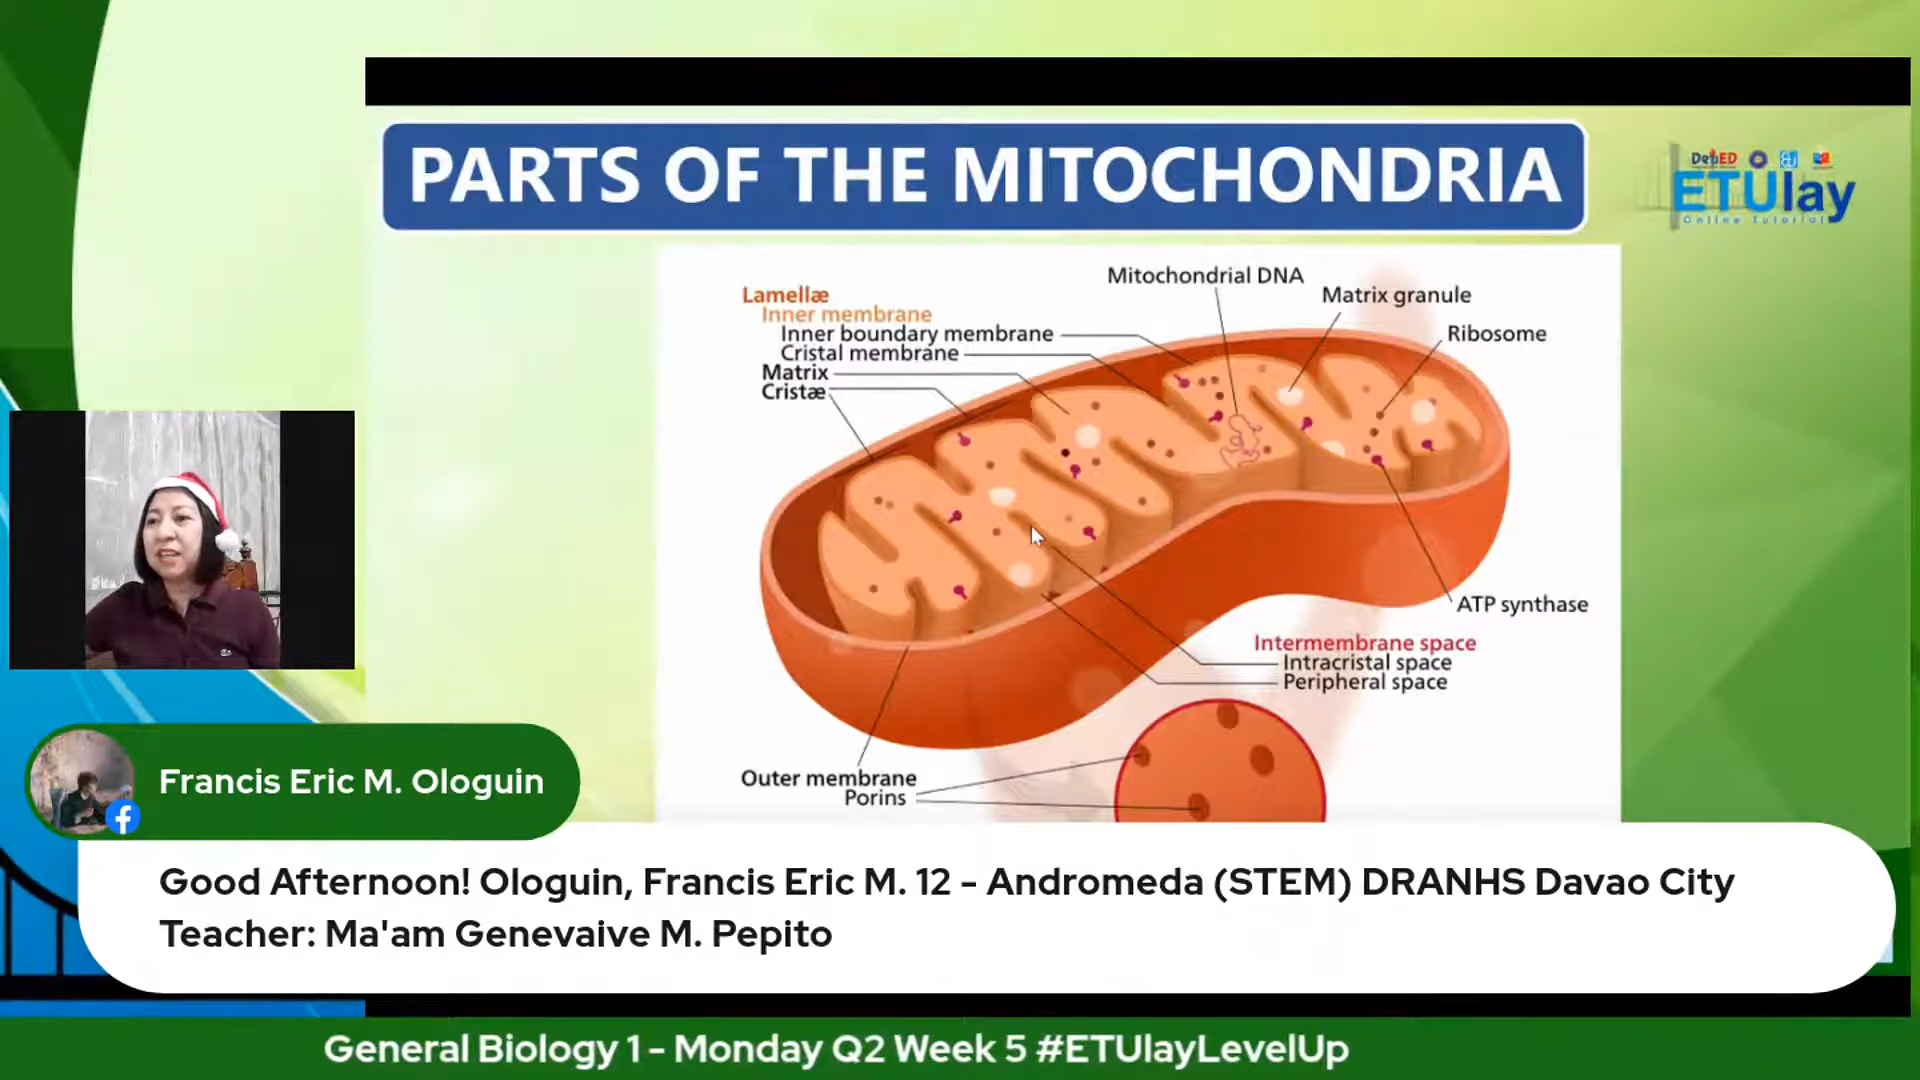 PARTS OF THE MITOCHONDRIA
DepED
ETUlay
Online Tutorial
Mitochondrial DNA
Matrix granule
Ribosome
Lamellæ
Inner membrane
Inner boundary membrane
Cristal membrane
Matrix
Cristæ
ATP synthase
Intermembrane space
Intracristal space
Peripheral space
Outer membrane
Porins
Francis Eric M. Ologuin
Good Afternoon! Ologuin, Francis Eric M. 12 - Andromeda (STEM) DRANHS Davao City
Teacher: Ma'am Genevaive M. Pepito
General Biology 1 - Monday Q2 Week 5 #ETUlayLevelUp